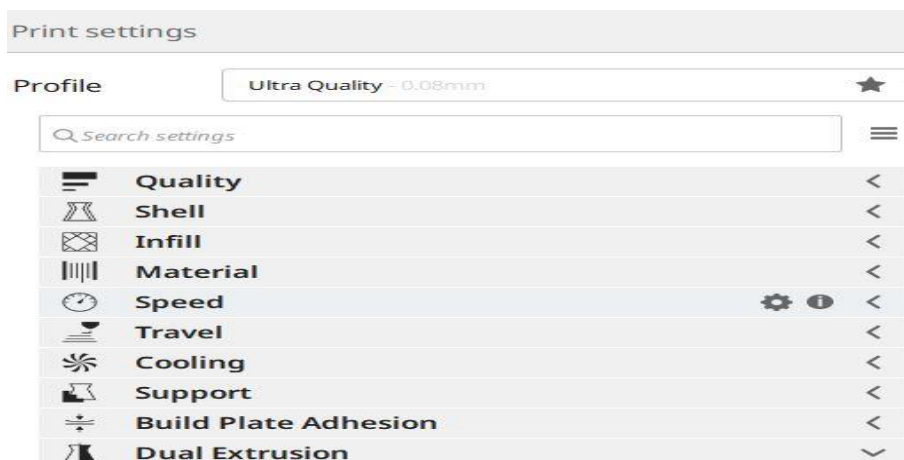 Print settings
Profile
Ultra Quality - 0.08mm
Search settings
Quality
Shell
Infill
Material
Speed
Travel
Cooling
Support
Build Plate Adhesion
Dual Extrusion